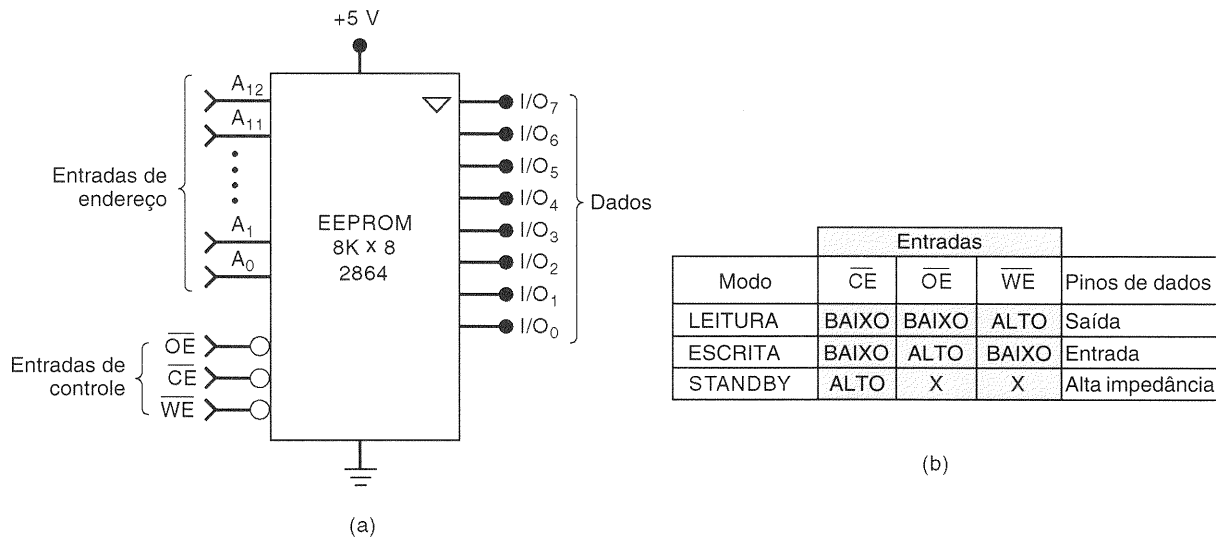 +5 V
A12
A11
A1
A0
Entradas de
endereço
EEPROM
8K x 8
2864
I/O7
I/O6
I/O5
I/O4
I/O3
I/O2
I/O1
I/O0
Dados
Entradas de
controle
OE
CE
WE
(a)
Entradas
Modo CE OE WE Pinos de dados
LEITURA BAIXO BAIXO ALTO Saída
ESCRITA BAIXO ALTO BAIXO Entrada
STANDBY ALTO X X Alta impedância
(b)